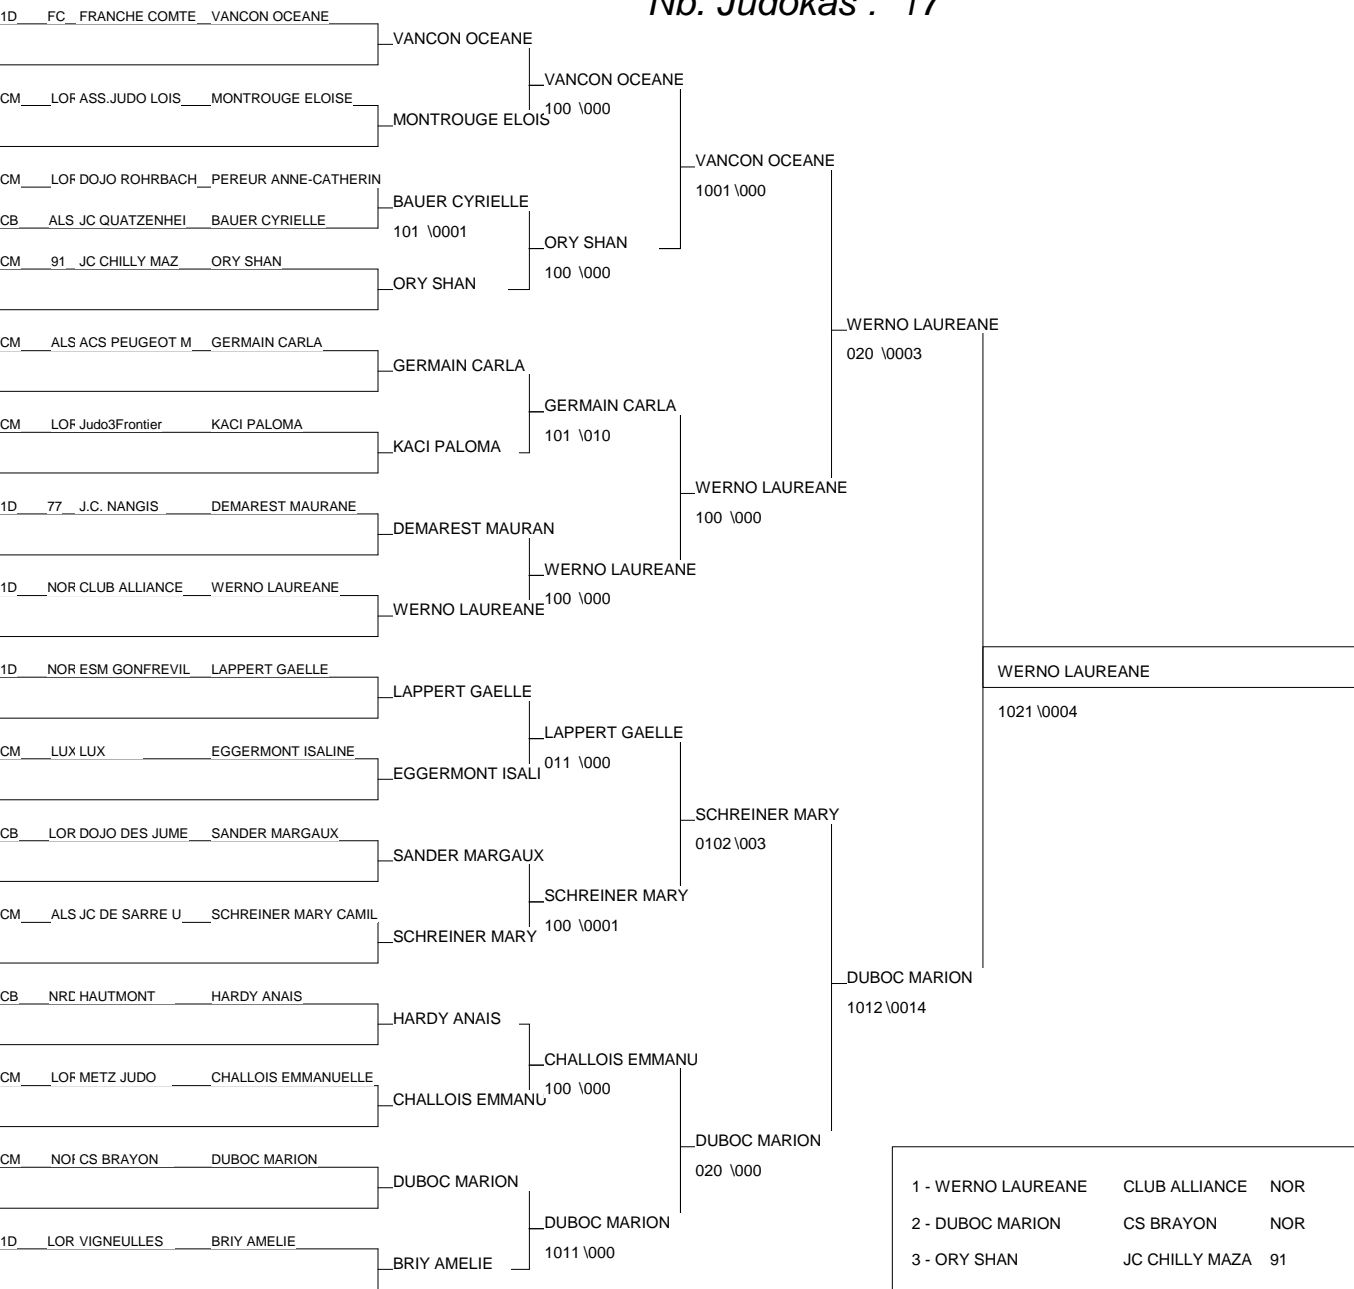 Nb. Judokas : 17
1D FC FRANCHE COMTE VANCON OCEANE
VANCON OCEANE
VANCON OCEANE
100 \000
CM LOR ASS.JUDO LOIS MONTROUGE ELOISE
MONTROUGE ELOIS
VANCON OCEANE
1001 \000
CM LOR DOJO ROHRBACH PEREUR ANNE-CATHERIN
BAUER CYRIELLE
101 \0001
CB ALS JC QUATZENHEI BAUER CYRIELLE
ORY SHAN
100 \000
CM 91 JC CHILLY MAZ ORY SHAN
ORY SHAN
WERNO LAUREANE
020 \0003
CM ALS ACS PEUGEOT M GERMAIN CARLA
GERMAIN CARLA
GERMAIN CARLA
101 \010
CM LOR Judo3Frontier KACI PALOMA
KACI PALOMA
WERNO LAUREANE
100 \000
1D 77 J.C. NANGIS DEMAREST MAURANE
DEMAREST MAURAN
WERNO LAUREANE
100 \000
1D NOR CLUB ALLIANCE WERNO LAUREANE
WERNO LAUREANE
1D NOR ESM GONFREVIL LAPPERT GAELLE
WERNO LAUREANE
1021 \0004
LAPPERT GAELLE
LAPPERT GAELLE
011 \000
CM LUX LUX EGGERMONT ISALINE
EGGERMONT ISALI
SCHREINER MARY
0102 \003
CB LOR DOJO DES JUME SANDER MARGAUX
SANDER MARGAUX
SCHREINER MARY
100 \0001
CM ALS JC DE SARRE U SCHREINER MARY CAMIL
SCHREINER MARY
DUBOC MARION
1012 \0014
CB NRD HAUTMONT HARDY ANAIS
HARDY ANAIS
CHALLOIS EMMANU
100 \000
CM LOR METZ JUDO CHALLOIS EMMANUELLE
CHALLOIS EMMANU
DUBOC MARION
020 \000
CM NOR CS BRAYON DUBOC MARION
DUBOC MARION
DUBOC MARION
1011 \000
1D LOR VIGNEULLES BRIY AMELIE
BRIY AMELIE
1 - WERNO LAUREANE CLUB ALLIANCE NOR
2 - DUBOC MARION CS BRAYON NOR
3 - ORY SHAN JC CHILLY MAZA 91